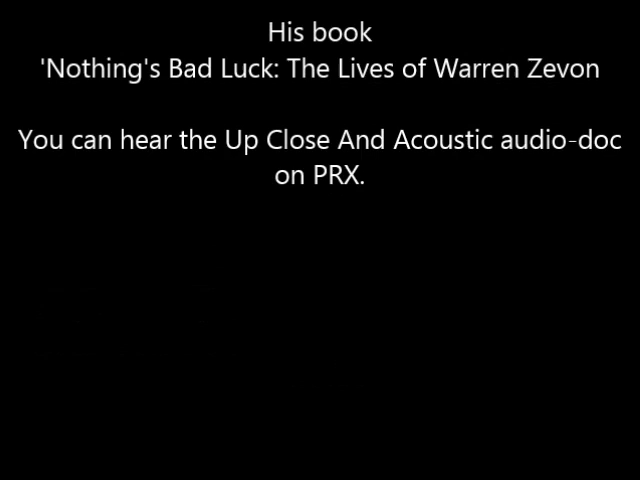 His book
'Nothing's Bad Luck: The Lives of Warren Zevon
You can hear the Up Close And Acoustic audio-doc
on PRX.